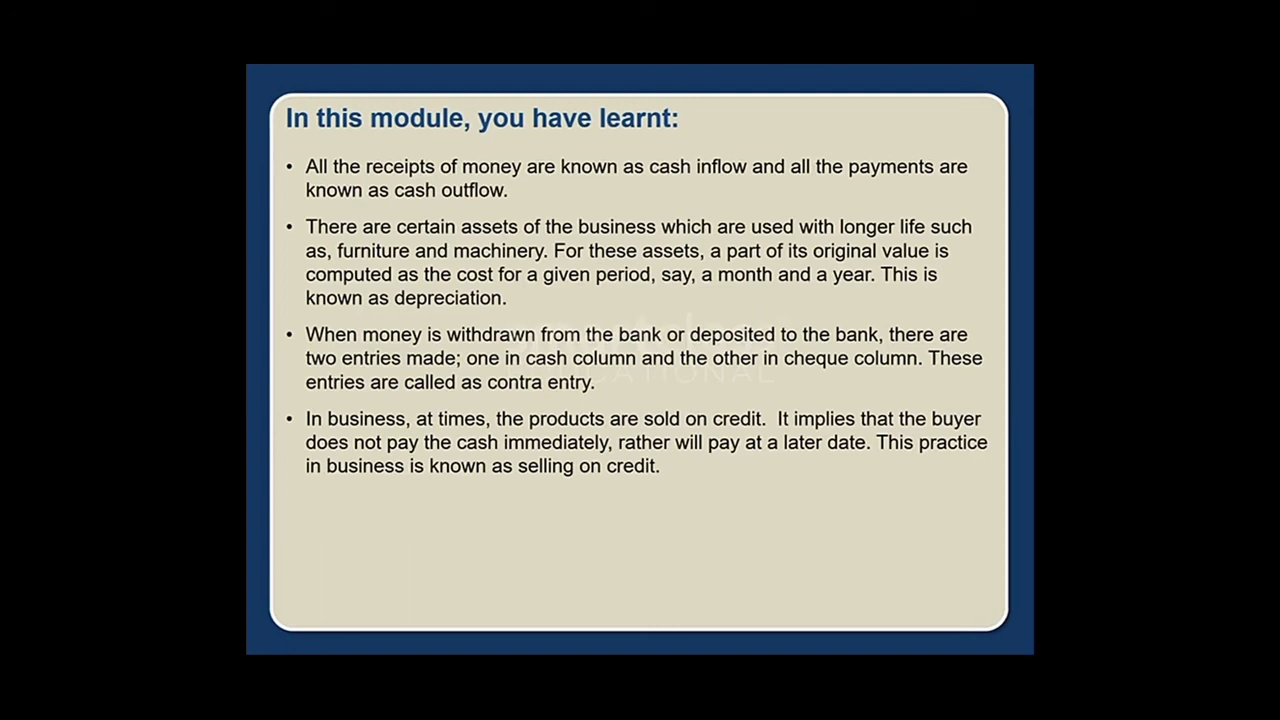 In this module, you have learnt:
• All the receipts of money are known as cash inflow and all the payments are
known as cash outflow.
• There are certain assets of the business which are used with longer life such
as, furniture and machinery. For these assets, a part of its original value is
computed as the cost for a given period, say, a month and a year. This is
known as depreciation.
• When money is withdrawn from the bank or deposited to the bank, there are
two entries made; one in cash column and the other in cheque column. These
entries are called as contra entry.
• In business, at times, the products are sold on credit.  It implies that the buyer
does not pay the cash immediately, rather will pay at a later date. This practice
in business is known as selling on credit.
EDUCATIONAL